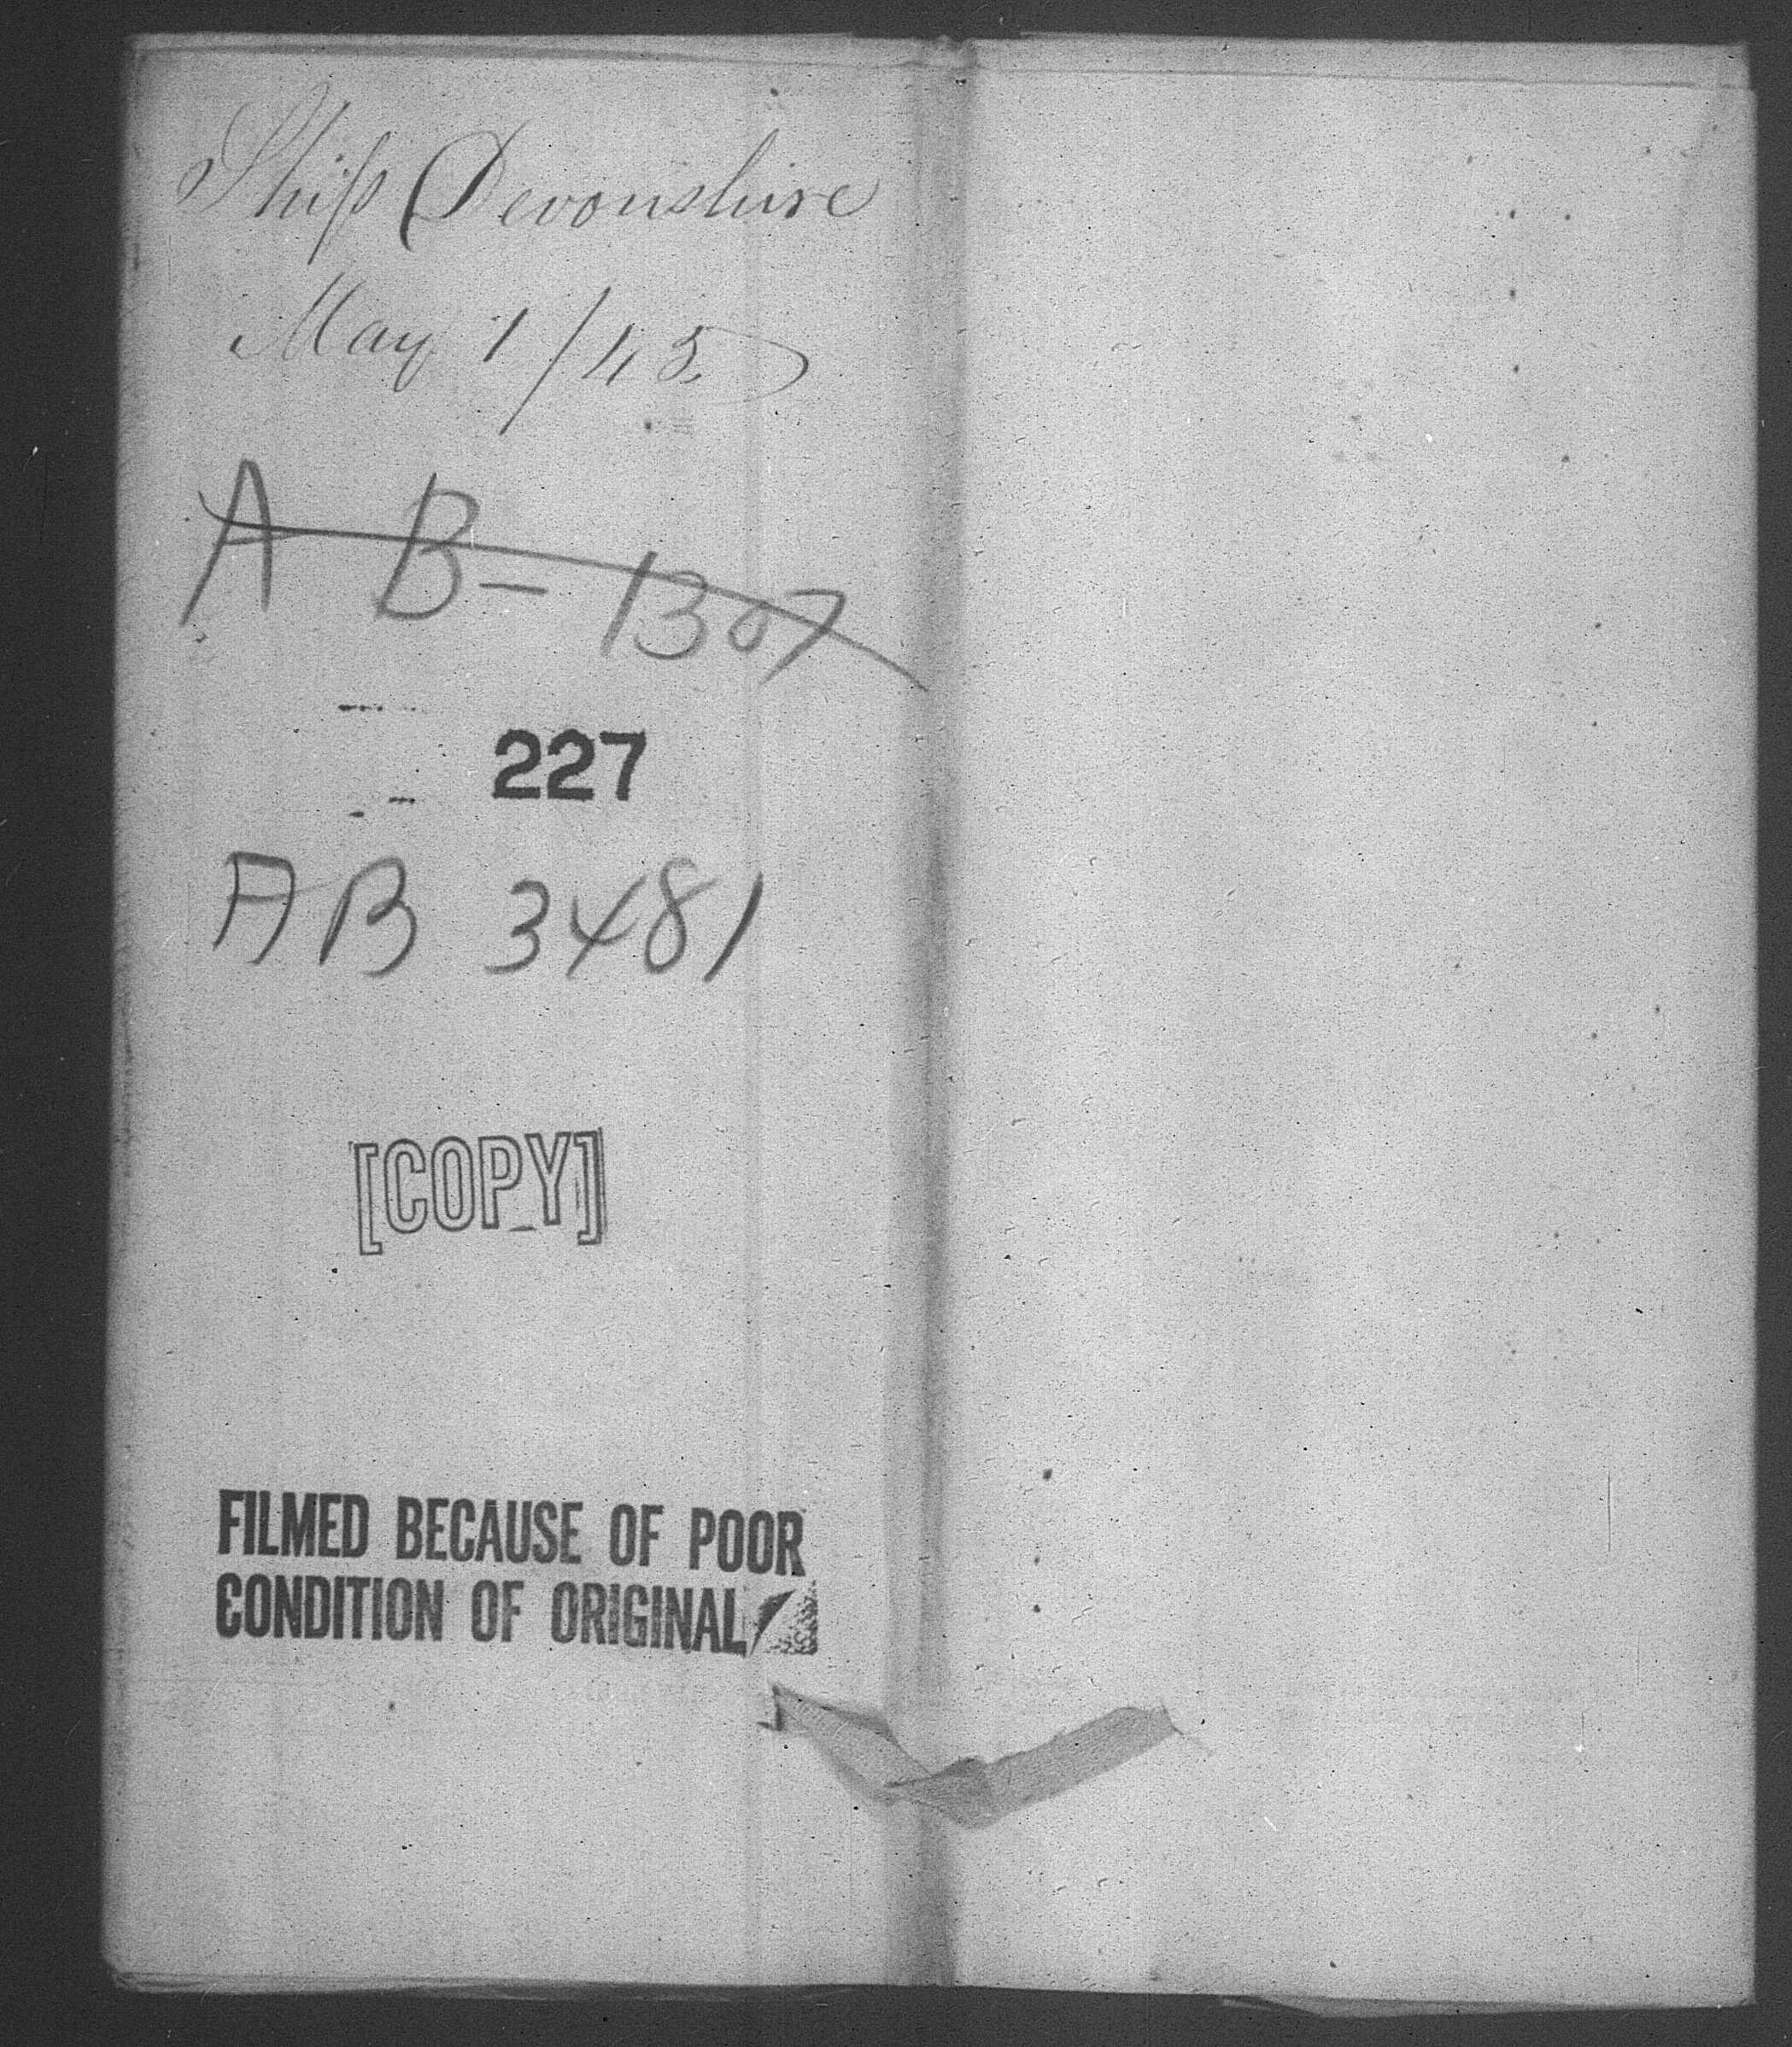 Ship Devonshire
May 1/45
A B - 1307
227
AB 3481
[COPY]
FILMED BECAUSE OF POOR
CONDITION OF ORIGINAL